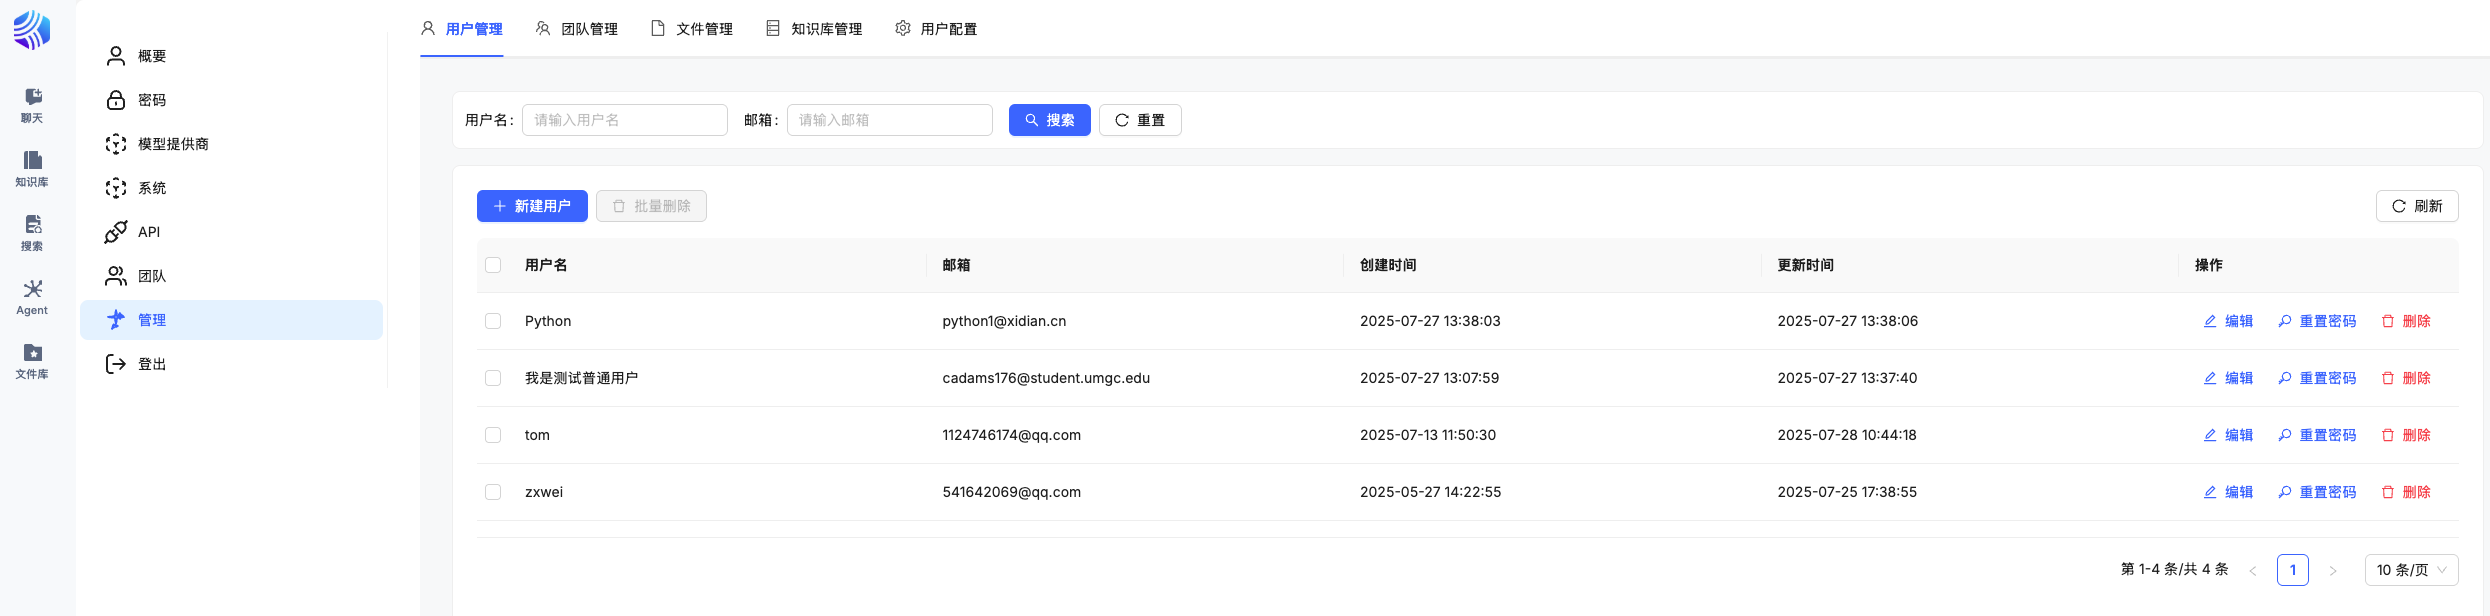 聊天
知识库
搜索
Agent
文件库
概要
密码
模型提供商
系统
API
团队
管理
登出
用户管理 团队管理 文件管理 知识库管理 用户配置
用户名： 请输入用户名 邮箱： 请输入邮箱 搜索 重置
新建用户 批量删除 刷新
用户名 邮箱 创建时间 更新时间 操作
Python python1@xidian.cn 2025-07-27 13:38:03 2025-07-27 13:38:06 编辑 重置密码 删除
我是测试普通用户 cadams176@student.umgc.edu 2025-07-27 13:07:59 2025-07-27 13:37:40 编辑 重置密码 删除
tom 1124746174@qq.com 2025-07-13 11:50:30 2025-07-28 10:44:18 编辑 重置密码 删除
zxwei 541642069@qq.com 2025-05-27 14:22:55 2025-07-25 17:38:55 编辑 重置密码 删除
第 1-4 条/共 4 条 < 1 > 10 条/页